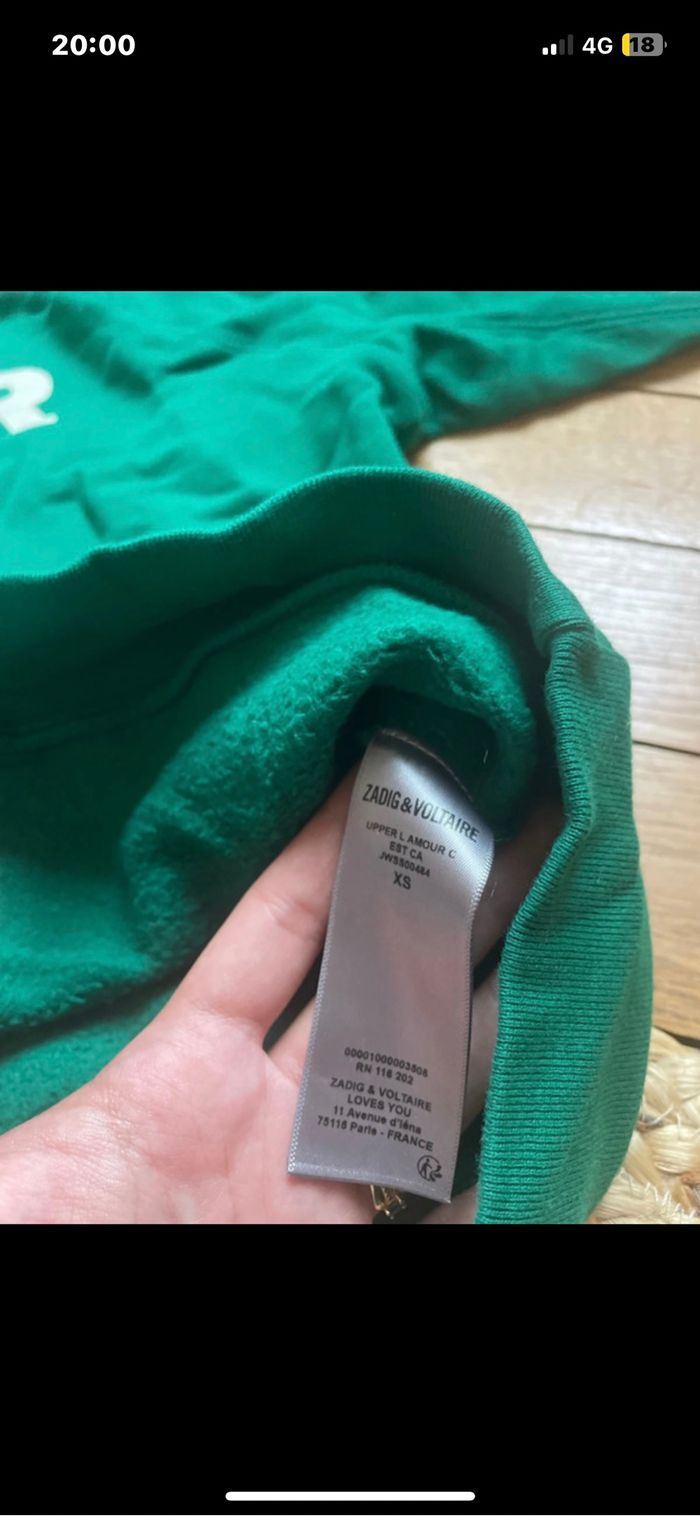 20:00
4G 18
R
ZADIG&VOLTAIRE
UPPER L AMOUR C
EST CA
JWSS00484
XS
00001000003508
RN 116 202
ZADIG & VOLTAIRE
LOVES YOU
11 Avenue d'Iéna
75116 Paris - FRANCE